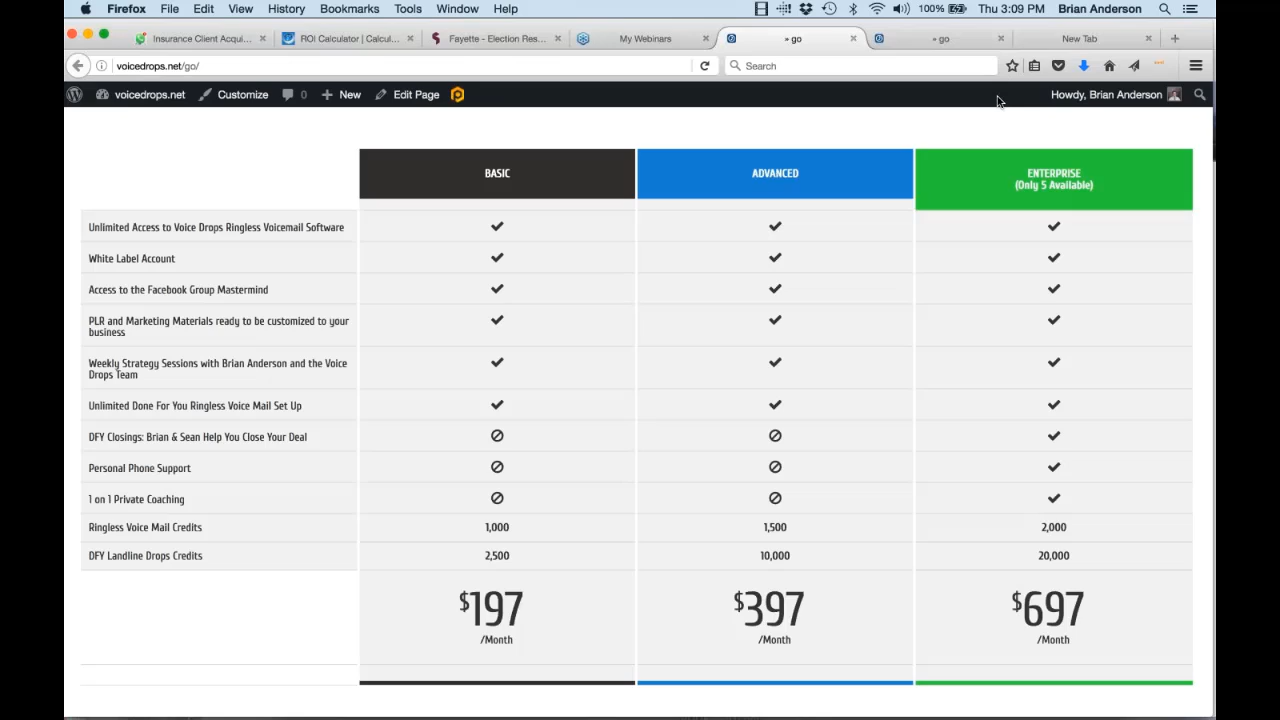 Firefox File Edit View History Bookmarks Tools Window Help 100% Thu 3:09 PM Brian Anderson
Insurance Client Acqui... ROI Calculator | Calcul... Fayette - Election Res... My Webinars » go » go New Tab
voicedrops.net/go/ Search
voicedrops.net Customize 0 New Edit Page Howdy, Brian Anderson
BASIC ADVANCED ENTERPRISE
(Only 5 Available)
Unlimited Access to Voice Drops Ringless Voicemail Software
White Label Account
Access to the Facebook Group Mastermind
PLR and Marketing Materials ready to be customized to your
business
Weekly Strategy Sessions with Brian Anderson and the Voice
Drops Team
Unlimited Done For You Ringless Voice Mail Set Up
DFY Closings: Brian & Sean Help You Close Your Deal
Personal Phone Support
1 on 1 Private Coaching
Ringless Voice Mail Credits 1,000 1,500 2,000
DFY Landline Drops Credits 2,500 10,000 20,000
$197 $397 $697
/Month /Month /Month